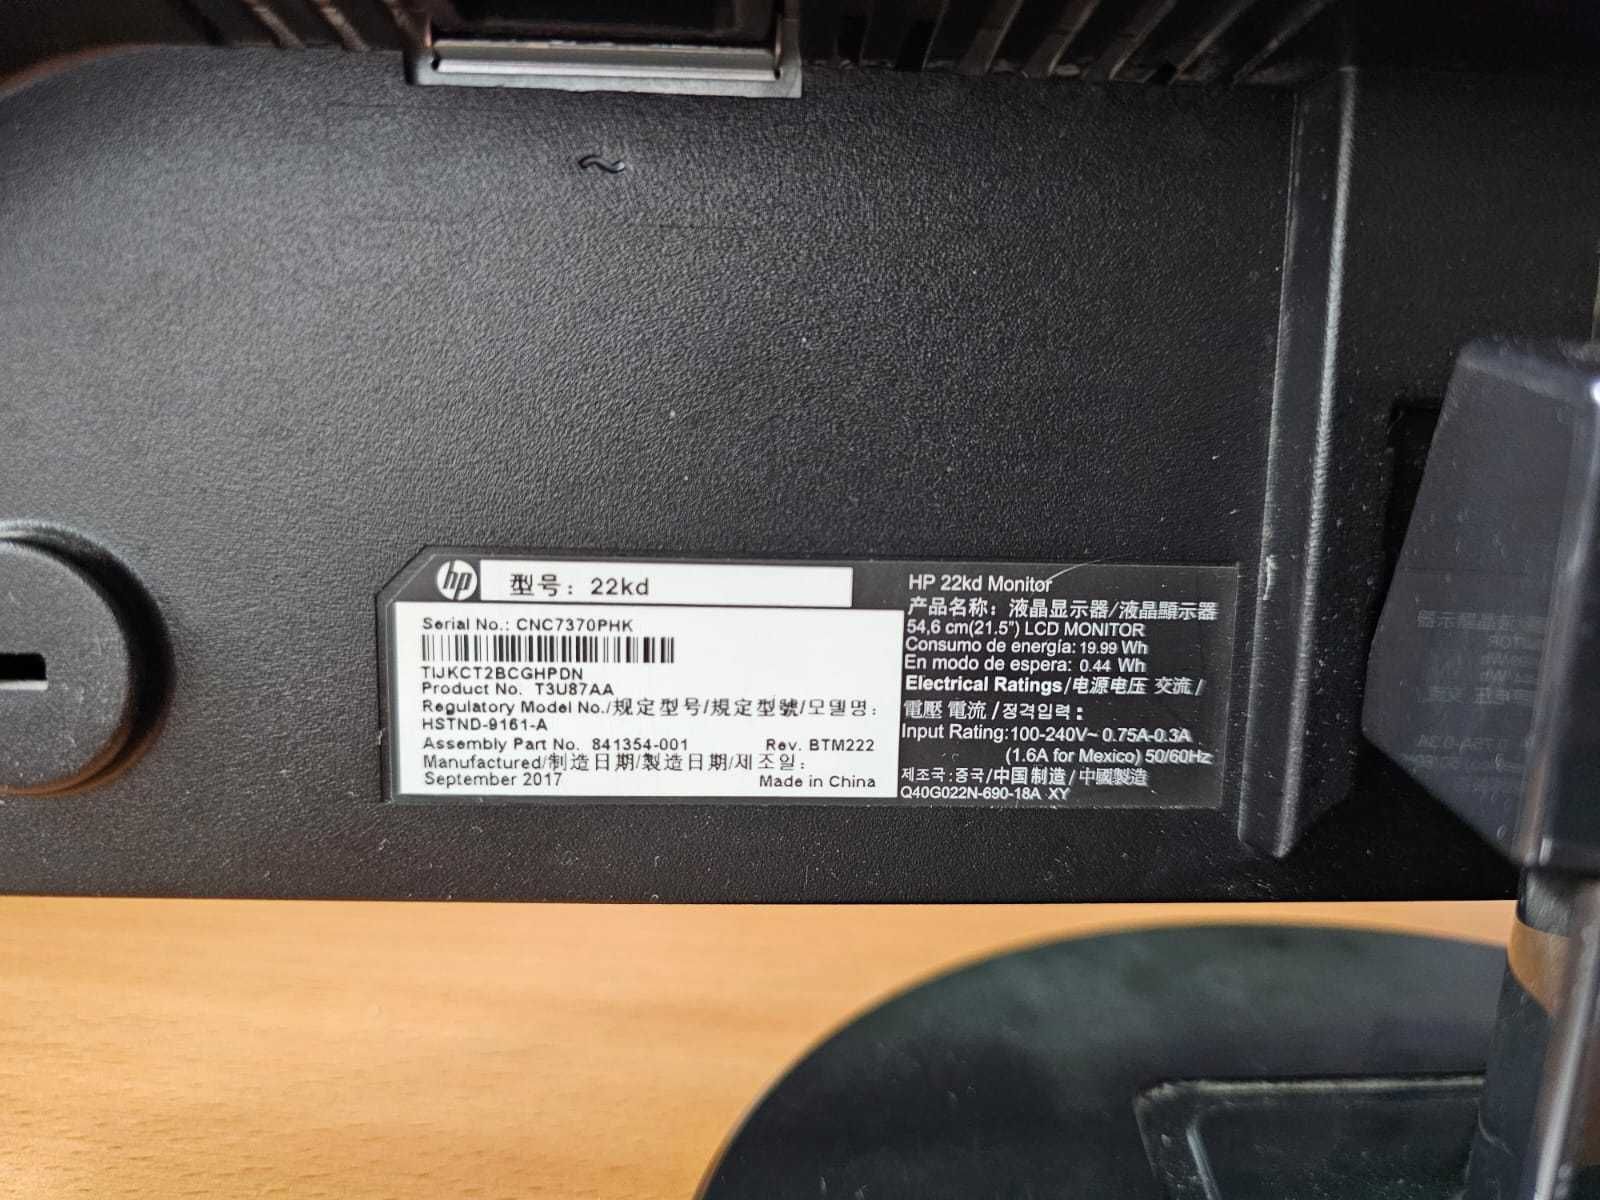 hp
型号: 22kd
Serial No.: CNC7370PHK
TIJKCT2BCGHPDN
Product No. T3U87AA
Regulatory Model No./规定型号/規定型號/모델명:
HSTND-9161-A
Assembly Part No. 841354-001 Rev. BTM222
Manufactured/制造日期/製造日期/제조일:
September 2017 Made in China
HP 22kd Monitor
产品名称: 液晶显示器/液晶顯示器
54,6 cm(21.5") LCD MONITOR
Consumo de energía: 19.99 Wh
En modo de espera: 0.44 Wh
Electrical Ratings/电源电压 交流/
電壓 電流/정격입력:
Input Rating:100-240V~ 0.75A-0.3A
(1.6A for Mexico) 50/60Hz
제조국:중국/中国制造/中國製造
Q40G022N-690-18A XY